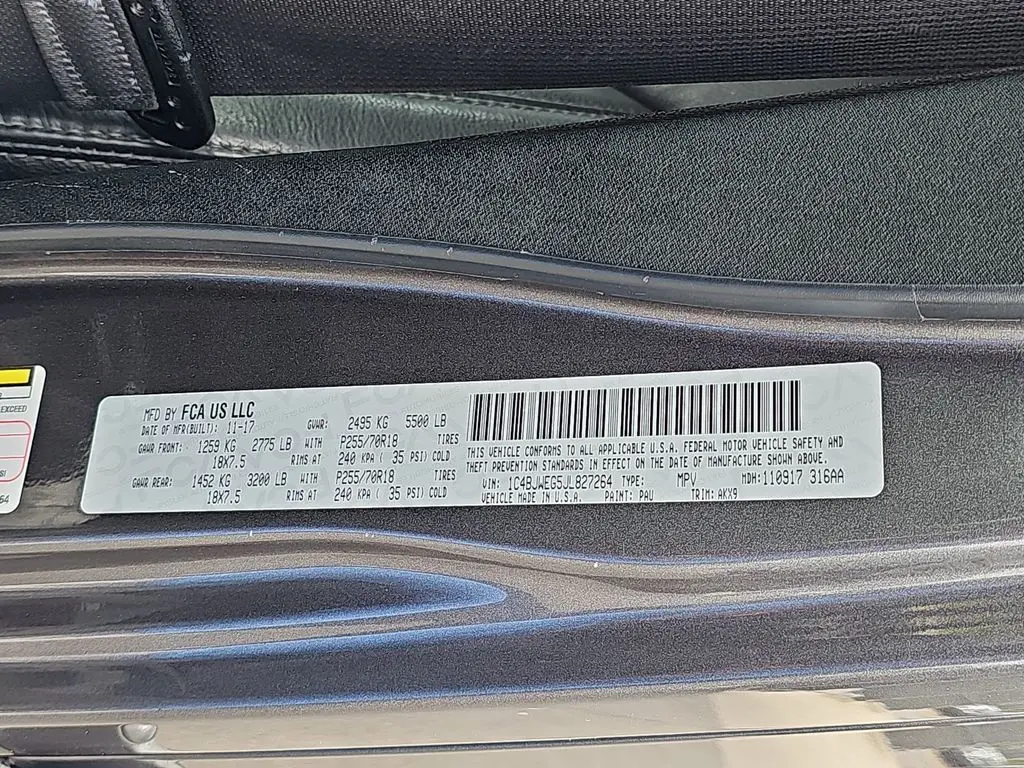 MFD BY FCA US LLC
DATE OF MFR(BUILT): 11-17 GVWR: 2495 KG 5500 LB
GAWR FRONT: 1259 KG 2775 LB WITH P255/70R18 TIRES
18X7.5 RIMS AT 240 KPA ( 35 PSI) COLD
GAWR REAR: 1452 KG 3200 LB WITH P255/70R18 TIRES
18X7.5 RIMS AT 240 KPA ( 35 PSI) COLD
THIS VEHICLE CONFORMS TO ALL APPLICABLE U.S.A. FEDERAL MOTOR VEHICLE SAFETY AND
THEFT PREVENTION STANDARDS IN EFFECT ON THE DATE OF MANUFACTURE SHOWN ABOVE.
VIN: 1C4BJWEG5JL827264 TYPE: MPV MDH: 110917 316AA
VEHICLE MADE IN U.S.A. PAINT: PAU TRIM: AKX9
EXCEED